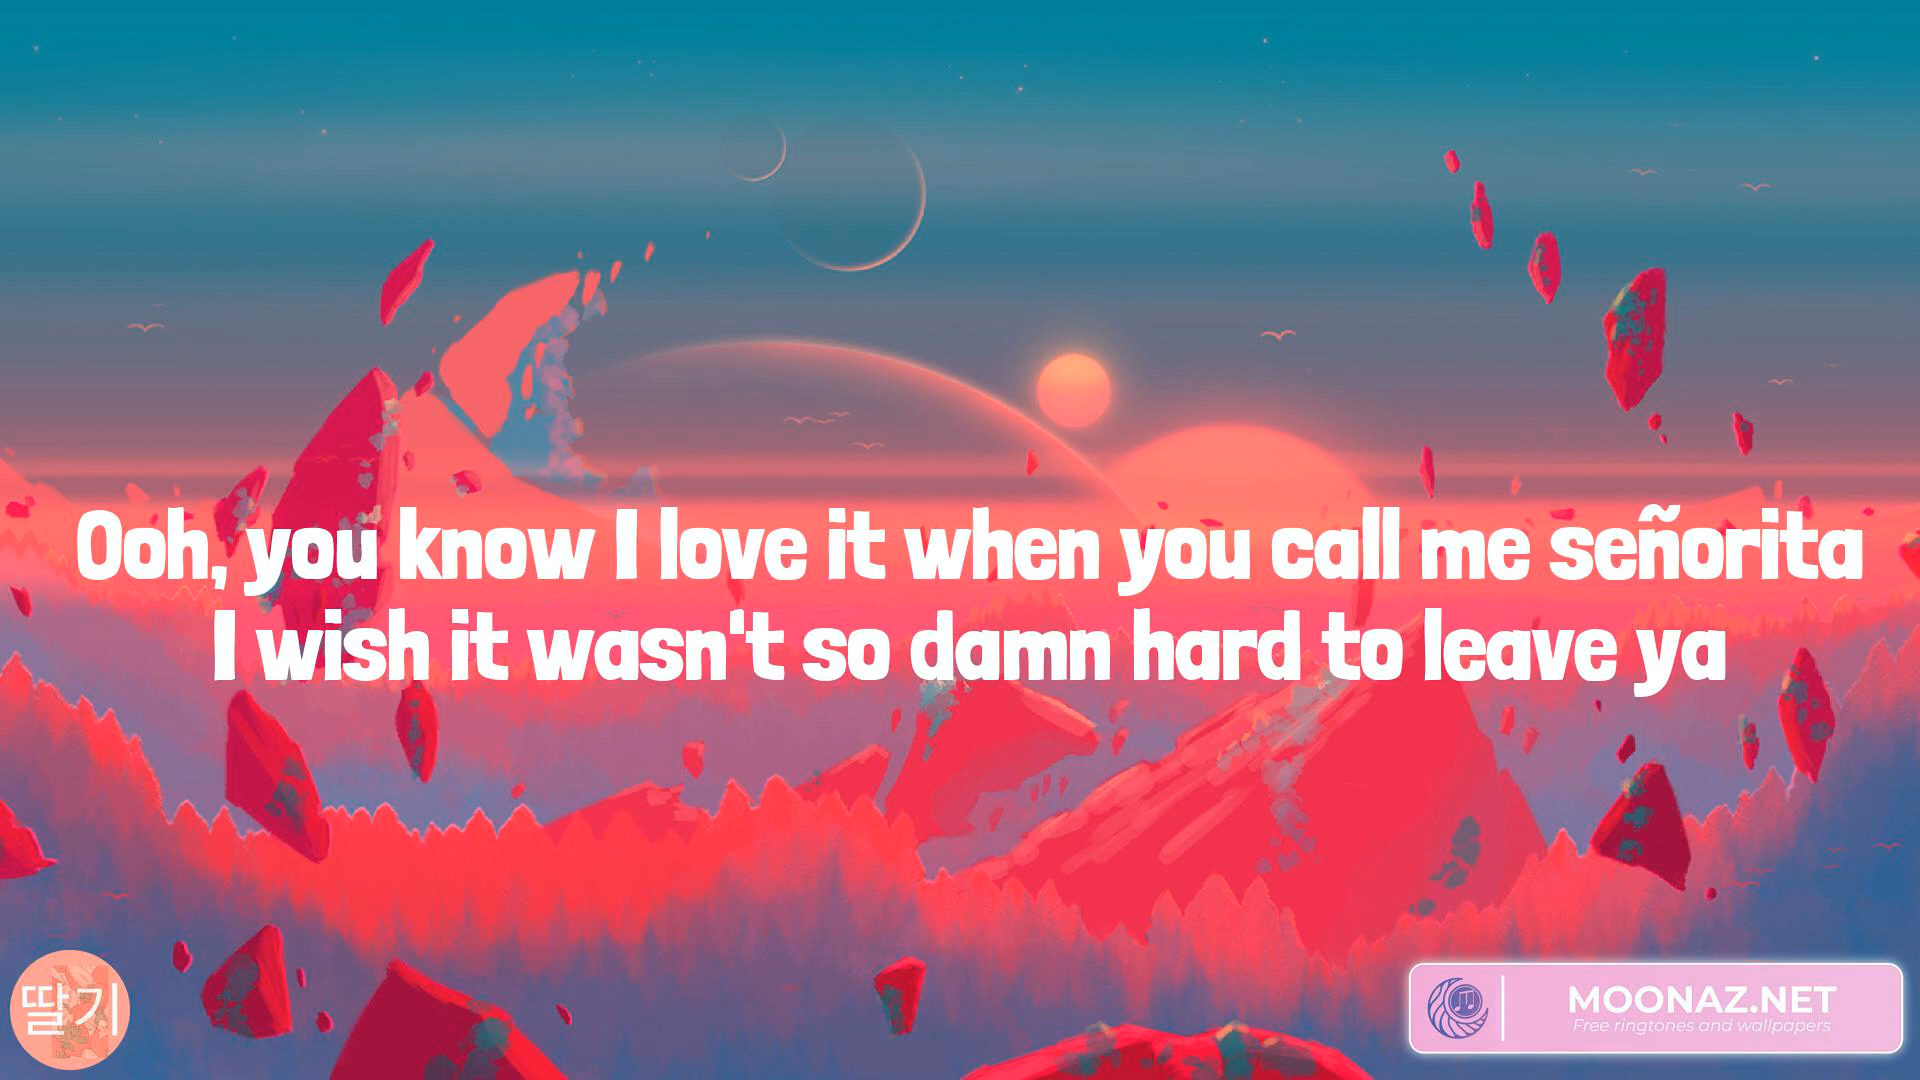 Ooh, you know I love it when you call me señorita
I wish it wasn't so damn hard to leave ya
딸기
MOONAZ.NET
Free ringtones and wallpapers